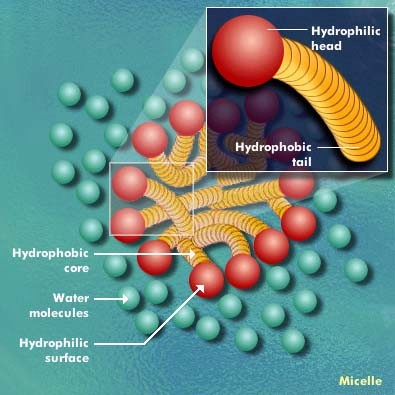 Hydrophilic
head
Hydrophobic
tail
Hydrophobic
core
Water
molecules
Hydrophilic
surface
Micelle